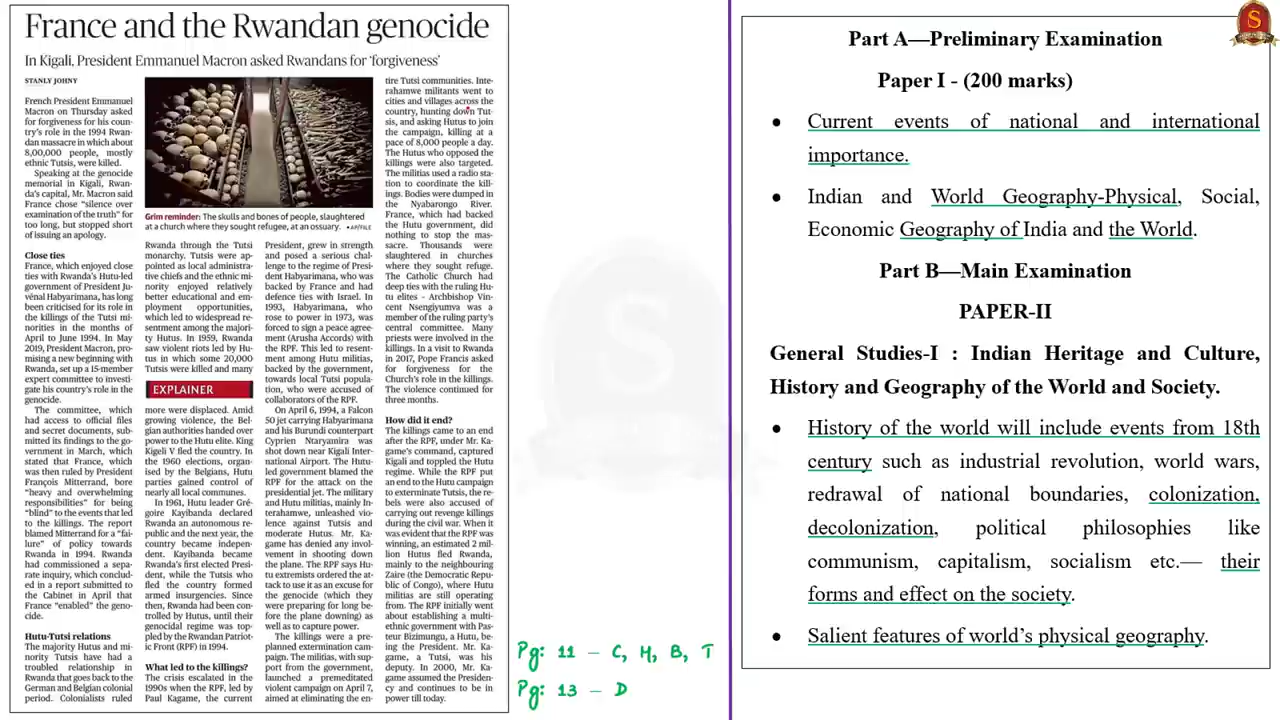 France and the Rwandan genocide
In Kigali, President Emmanuel Macron asked Rwandans for ‘forgiveness’
STANLY JOHNY
French President Emmanuel
Macron on Thursday asked
for forgiveness for his coun-
try's role in the 1994 Rwan-
dan massacre in which about
8,00,000 people, mostly
ethnic Tutsis, were killed.
Speaking at the genocide
memorial in Kigali, Rwan-
da's capital, Mr. Macron said
France chose “silence over
examination of the truth” for
too long, but stopped short
of issuing an apology.
Close ties
France, which enjoyed close
ties with Rwanda's Hutu-led
government of President Ju-
vénal Habyarimana, has long
been criticised for its role in
the killings of the Tutsi mi-
norities in the months of
April to June 1994. In May
2019, President Macron, pro-
mising a new beginning with
Rwanda, set up a 15-member
expert committee to investi-
gate his country's role in the
genocide.
The committee, which
had access to official files
and secret documents, sub-
mitted its findings to the go-
vernment in March, which
stated that France, which
was then ruled by President
François Mitterrand, bore
“heavy and overwhelming
responsibilities” for being
“blind” to the events that led
to the killings. The report
blamed Mitterrand for a “fai-
lure” of policy towards
Rwanda in 1994. Rwanda
had commissioned a sepa-
rate inquiry, which conclud-
ed in a report submitted to
the Cabinet in April that
France “enabled” the geno-
cide.
Hutu-Tutsi relations
The majority Hutus and mi-
nority Tutsis have had a
troubled relationship in
Rwanda that goes back to the
German and Belgian colonial
period. Colonialists ruled
Grim reminder: The skulls and bones of people, slaughtered
at a church where they sought refugee, at an ossuary. • AP/FILE
Rwanda through the Tutsi
monarchy. Tutsis were ap-
pointed as local administra-
tive chiefs and the ethnic mi-
nority enjoyed relatively
better educational and em-
ployment opportunities,
which led to widespread re-
sentment among the majori-
ty Hutus. In 1959, Rwanda
saw violent riots led by Hu-
tus in which some 20,000
Tutsis were killed and many
EXPLAINER
more were displaced. Amid
growing violence, the Bel-
gian authorities handed over
power to the Hutu elite. King
Kigeli V fled the country. In
the 1960 elections, organ-
ised by the Belgians, Hutu
parties gained control of
nearly all local communes.
In 1961, Hutu leader Gré-
goire Kayibanda declared
Rwanda an autonomous re-
public and the next year, the
country became indepen-
dent. Kayibanda became
Rwanda's first elected Presi-
dent, while the Tutsis who
fled the country formed
armed insurgencies. Since
then, Rwanda had been con-
trolled by Hutus, until their
genocidal regime was top-
pled by the Rwandan Patriot-
ic Front (RPF) in 1994.
What led to the killings?
The crisis escalated in the
1990s when the RPF, led by
Paul Kagame, the current
President, grew in strength
and posed a serious chal-
lenge to the regime of Presi-
dent Habyarimana, who was
backed by France and had
defence ties with Israel. In
1993, Habyarimana, who
rose to power in 1973, was
forced to sign a peace agree-
ment (Arusha Accords) with
the RPF. This led to resent-
ment among Hutu militias,
backed by the government,
towards local Tutsi popula-
tion, who were accused of
collaborators of the RPF.
On April 6, 1994, a Falcon
50 jet carrying Habyarimana
and his Burundi counterpart
Cyprien Ntaryamira was
shot down near Kigali Inter-
national Airport. The Hutu-
led government blamed the
RPF for the attack on the
presidential jet. The military
and Hutu militias, mainly In-
terahamwe, unleashed vio-
lence against Tutsis and
moderate Hutus. Mr. Ka-
game has denied any invol-
vement in shooting down
the plane. The RPF says Hu-
tu extremists ordered the at-
tack to use it as an excuse for
the genocide (which they
were preparing for long be-
fore the plane downing) as
well as to capture power.
The killings were a pre-
planned extermination cam-
paign. The militias, with sup-
port from the government,
launched a premeditated
violent campaign on April 7,
aimed at eliminating the en-
tire Tutsi communities. Inte-
rahamwe militants went to
cities and villages across the
country, hunting down Tut-
sis, and asking Hutus to join
the campaign, killing at a
pace of 8,000 people a day.
The Hutus who opposed the
killings were also targeted.
The militias used a radio sta-
tion to coordinate the kill-
ings. Bodies were dumped in
the Nyabarongo River.
France, which had backed
the Hutu government, did
nothing to stop the mas-
sacre. Thousands were
slaughtered in churches
where they sought refuge.
The Catholic Church had
deep ties with the ruling Hu-
tu elites - Archbishop Vin-
cent Nsengiyumva was a
member of the ruling party's
central committee. Many
priests were involved in the
killings. In a visit to Rwanda
in 2017, Pope Francis asked
for forgiveness for the
Church's role in the killings.
The violence continued for
three months.
How did it end?
The killings came to an end
after the RPF, under Mr. Ka-
game's command, captured
Kigali and toppled the Hutu
regime. While the RPF put
an end to the Hutu campaign
to exterminate Tutsis, the re-
bels were also accused of
carrying out revenge killings
during the civil war. When it
was evident that the RPF was
winning, an estimated 2 mil-
lion Hutus fled Rwanda,
mainly to the neighbouring
Zaire (the Democratic Repu-
blic of Congo), where Hutu
militias are still operating
from. The RPF initially went
about establishing a multi-
ethnic government with Pas-
teur Bizimungu, a Hutu, be-
ing the President. Mr. Ka-
game, a Tutsi, was his
deputy. In 2000, Mr. Ka-
game assumed the Presiden-
cy and continues to be in
power till today.
Pg: 11 – C, H, B, T
Pg: 13 – D
Part A—Preliminary Examination
Paper I - (200 marks)
● Current events of national and international
importance.
● Indian and World Geography-Physical, Social,
Economic Geography of India and the World.
Part B—Main Examination
PAPER-II
General Studies-I : Indian Heritage and Culture,
History and Geography of the World and Society.
● History of the world will include events from 18th
century such as industrial revolution, world wars,
redrawal of national boundaries, colonization,
decolonization, political philosophies like
communism, capitalism, socialism etc.— their
forms and effect on the society.
● Salient features of world’s physical geography.